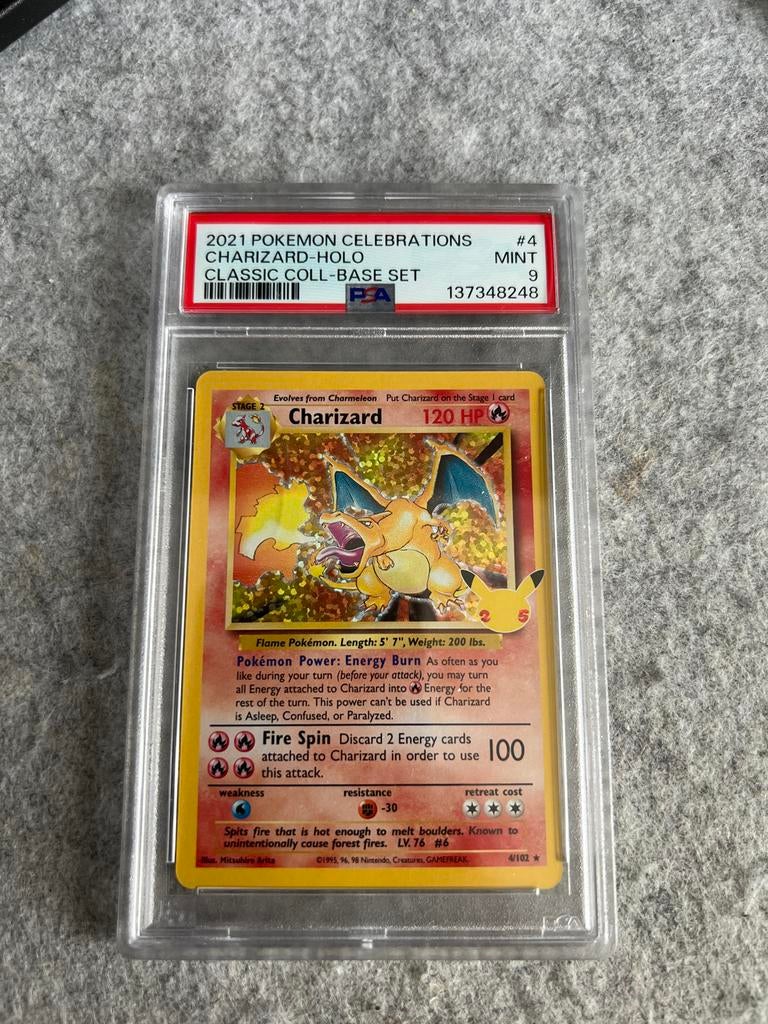 2021 POKEMON CELEBRATIONS #4
CHARIZARD-HOLO MINT
CLASSIC COLL-BASE SET 9
PSA 137348248
Evolves from Charmeleon Put Charizard on the Stage 1 card
STAGE 2
Charizard 120 HP
25
Flame Pokémon. Length: 5' 7", Weight: 200 lbs.
Pokémon Power: Energy Burn As often as you
like during your turn (before your attack), you may turn
all Energy attached to Charizard into Energy for the
rest of the turn. This power can't be used if Charizard
is Asleep, Confused, or Paralyzed.
Fire Spin Discard 2 Energy cards
attached to Charizard in order to use 100
this attack.
weakness resistance retreat cost
-30
Spits fire that is hot enough to melt boulders. Known to
unintentionally cause forest fires. LV. 76 #6
Illus. Mitsuhiro Arita ©1995, 96, 98 Nintendo, Creatures, GAMEFREAK. 4/102 ★